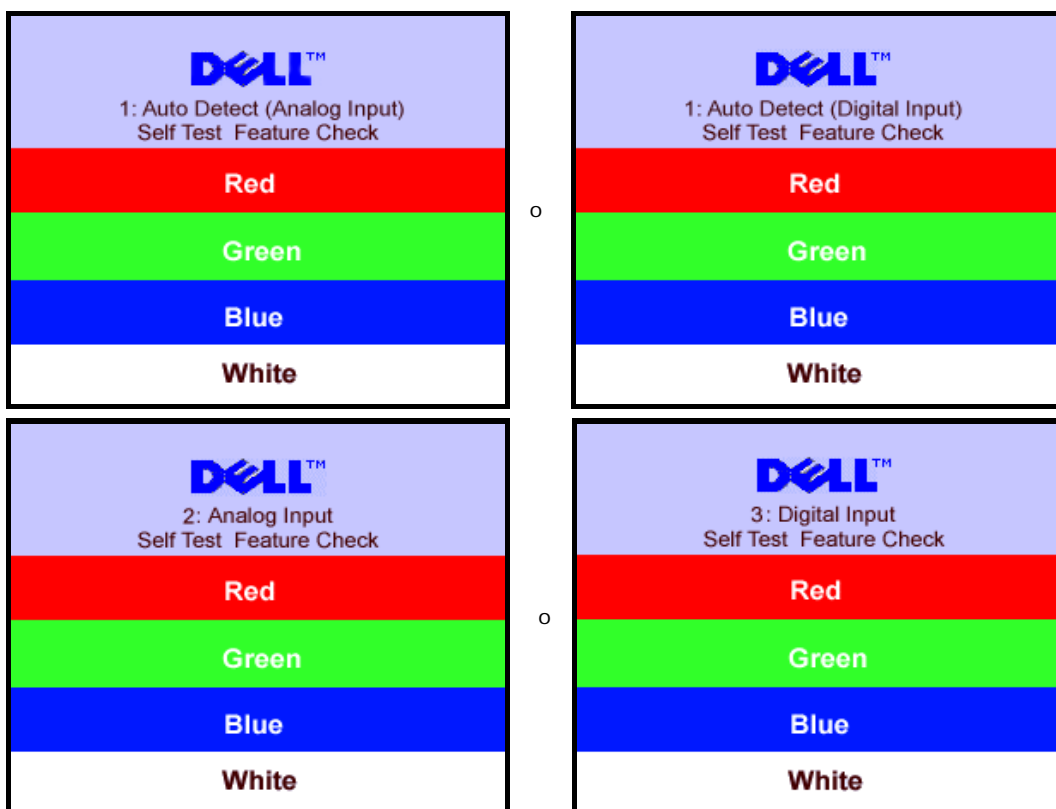 DELL™
1: Auto Detect (Analog Input)
Self Test Feature Check
Red
Green
Blue
White
o
DELL™
1: Auto Detect (Digital Input)
Self Test Feature Check
Red
Green
Blue
White
DELL™
2: Analog Input
Self Test Feature Check
Red
Green
Blue
White
o
DELL™
3: Digital Input
Self Test Feature Check
Red
Green
Blue
White